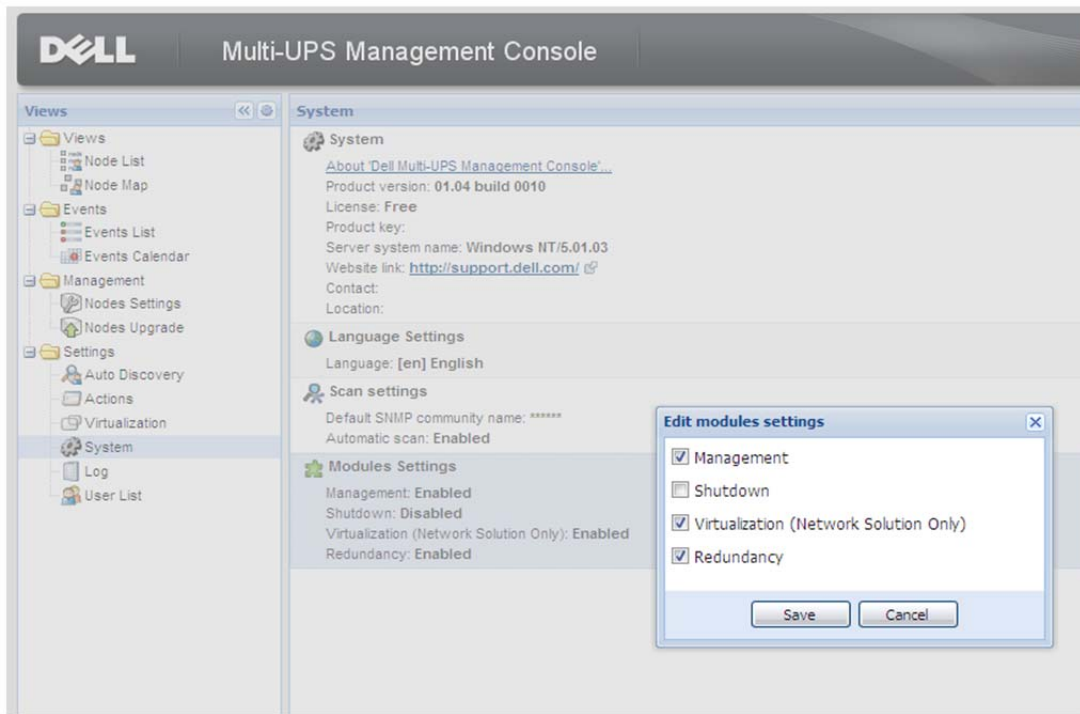 DELL
Multi-UPS Management Console
Views
System
Views
Node List
Node Map
Events
Events List
Events Calendar
Management
Nodes Settings
Nodes Upgrade
Settings
Auto Discovery
Actions
Virtualization
System
Log
User List
System
About 'Dell Multi-UPS Management Console'...
Product version: 01.04 build 0010
License: Free
Product key:
Server system name: Windows NT/5.01.03
Website link: http://support.dell.com/
Contact:
Location:
Language Settings
Language: [en] English
Scan settings
Default SNMP community name: ******
Automatic scan: Enabled
Modules Settings
Management: Enabled
Shutdown: Disabled
Virtualization (Network Solution Only): Enabled
Redundancy: Enabled
Edit modules settings
Management
Shutdown
Virtualization (Network Solution Only)
Redundancy
Save Cancel